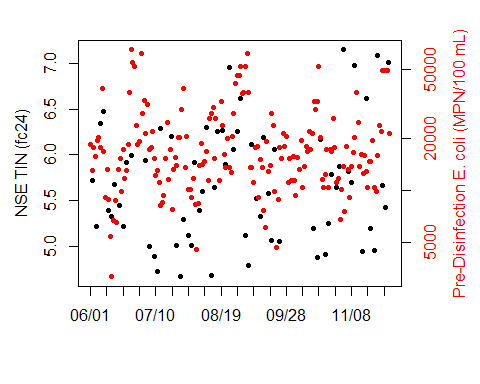 NSE TIN (fc24)
7.0
6.5
6.0
5.5
5.0
50000
20000
5000
Pre-Disinfection E. coli (MPN/100 mL)
06/01 07/10 08/19 09/28 11/08